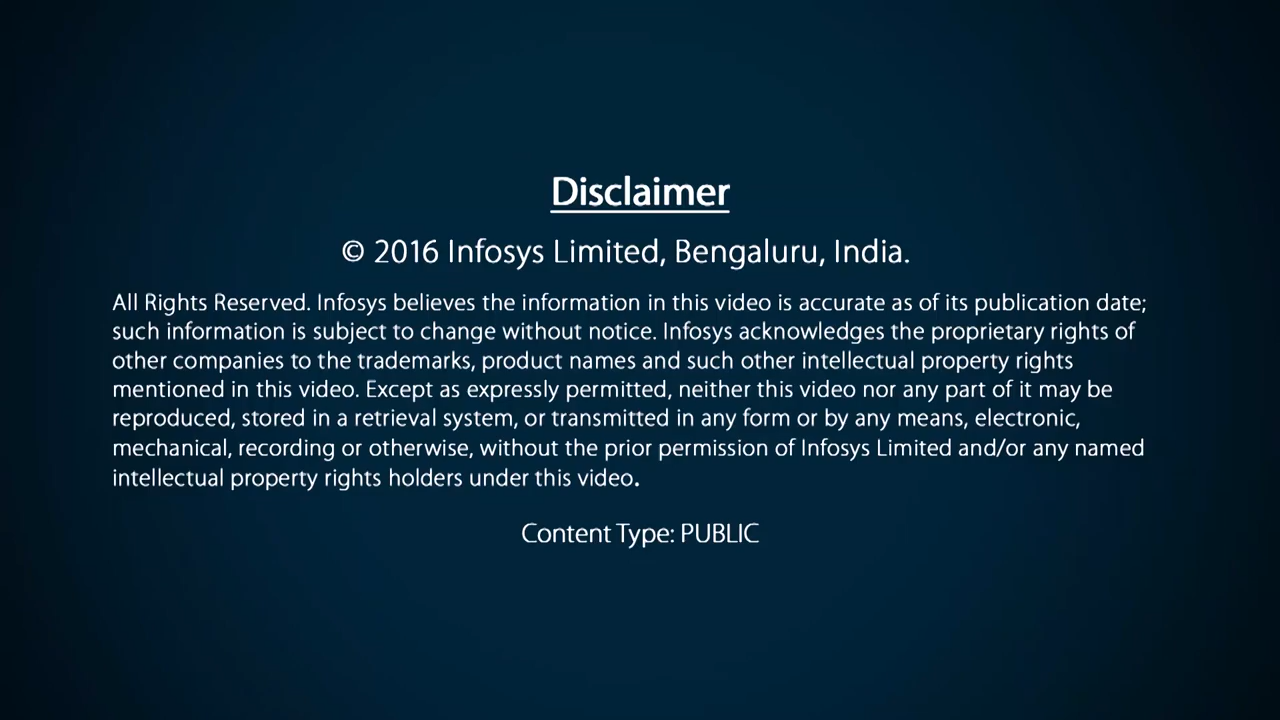 Disclaimer
© 2016 Infosys Limited, Bengaluru, India.
All Rights Reserved. Infosys believes the information in this video is accurate as of its publication date;
such information is subject to change without notice. Infosys acknowledges the proprietary rights of
other companies to the trademarks, product names and such other intellectual property rights
mentioned in this video. Except as expressly permitted, neither this video nor any part of it may be
reproduced, stored in a retrieval system, or transmitted in any form or by any means, electronic,
mechanical, recording or otherwise, without the prior permission of Infosys Limited and/or any named
intellectual property rights holders under this video.
Content Type: PUBLIC